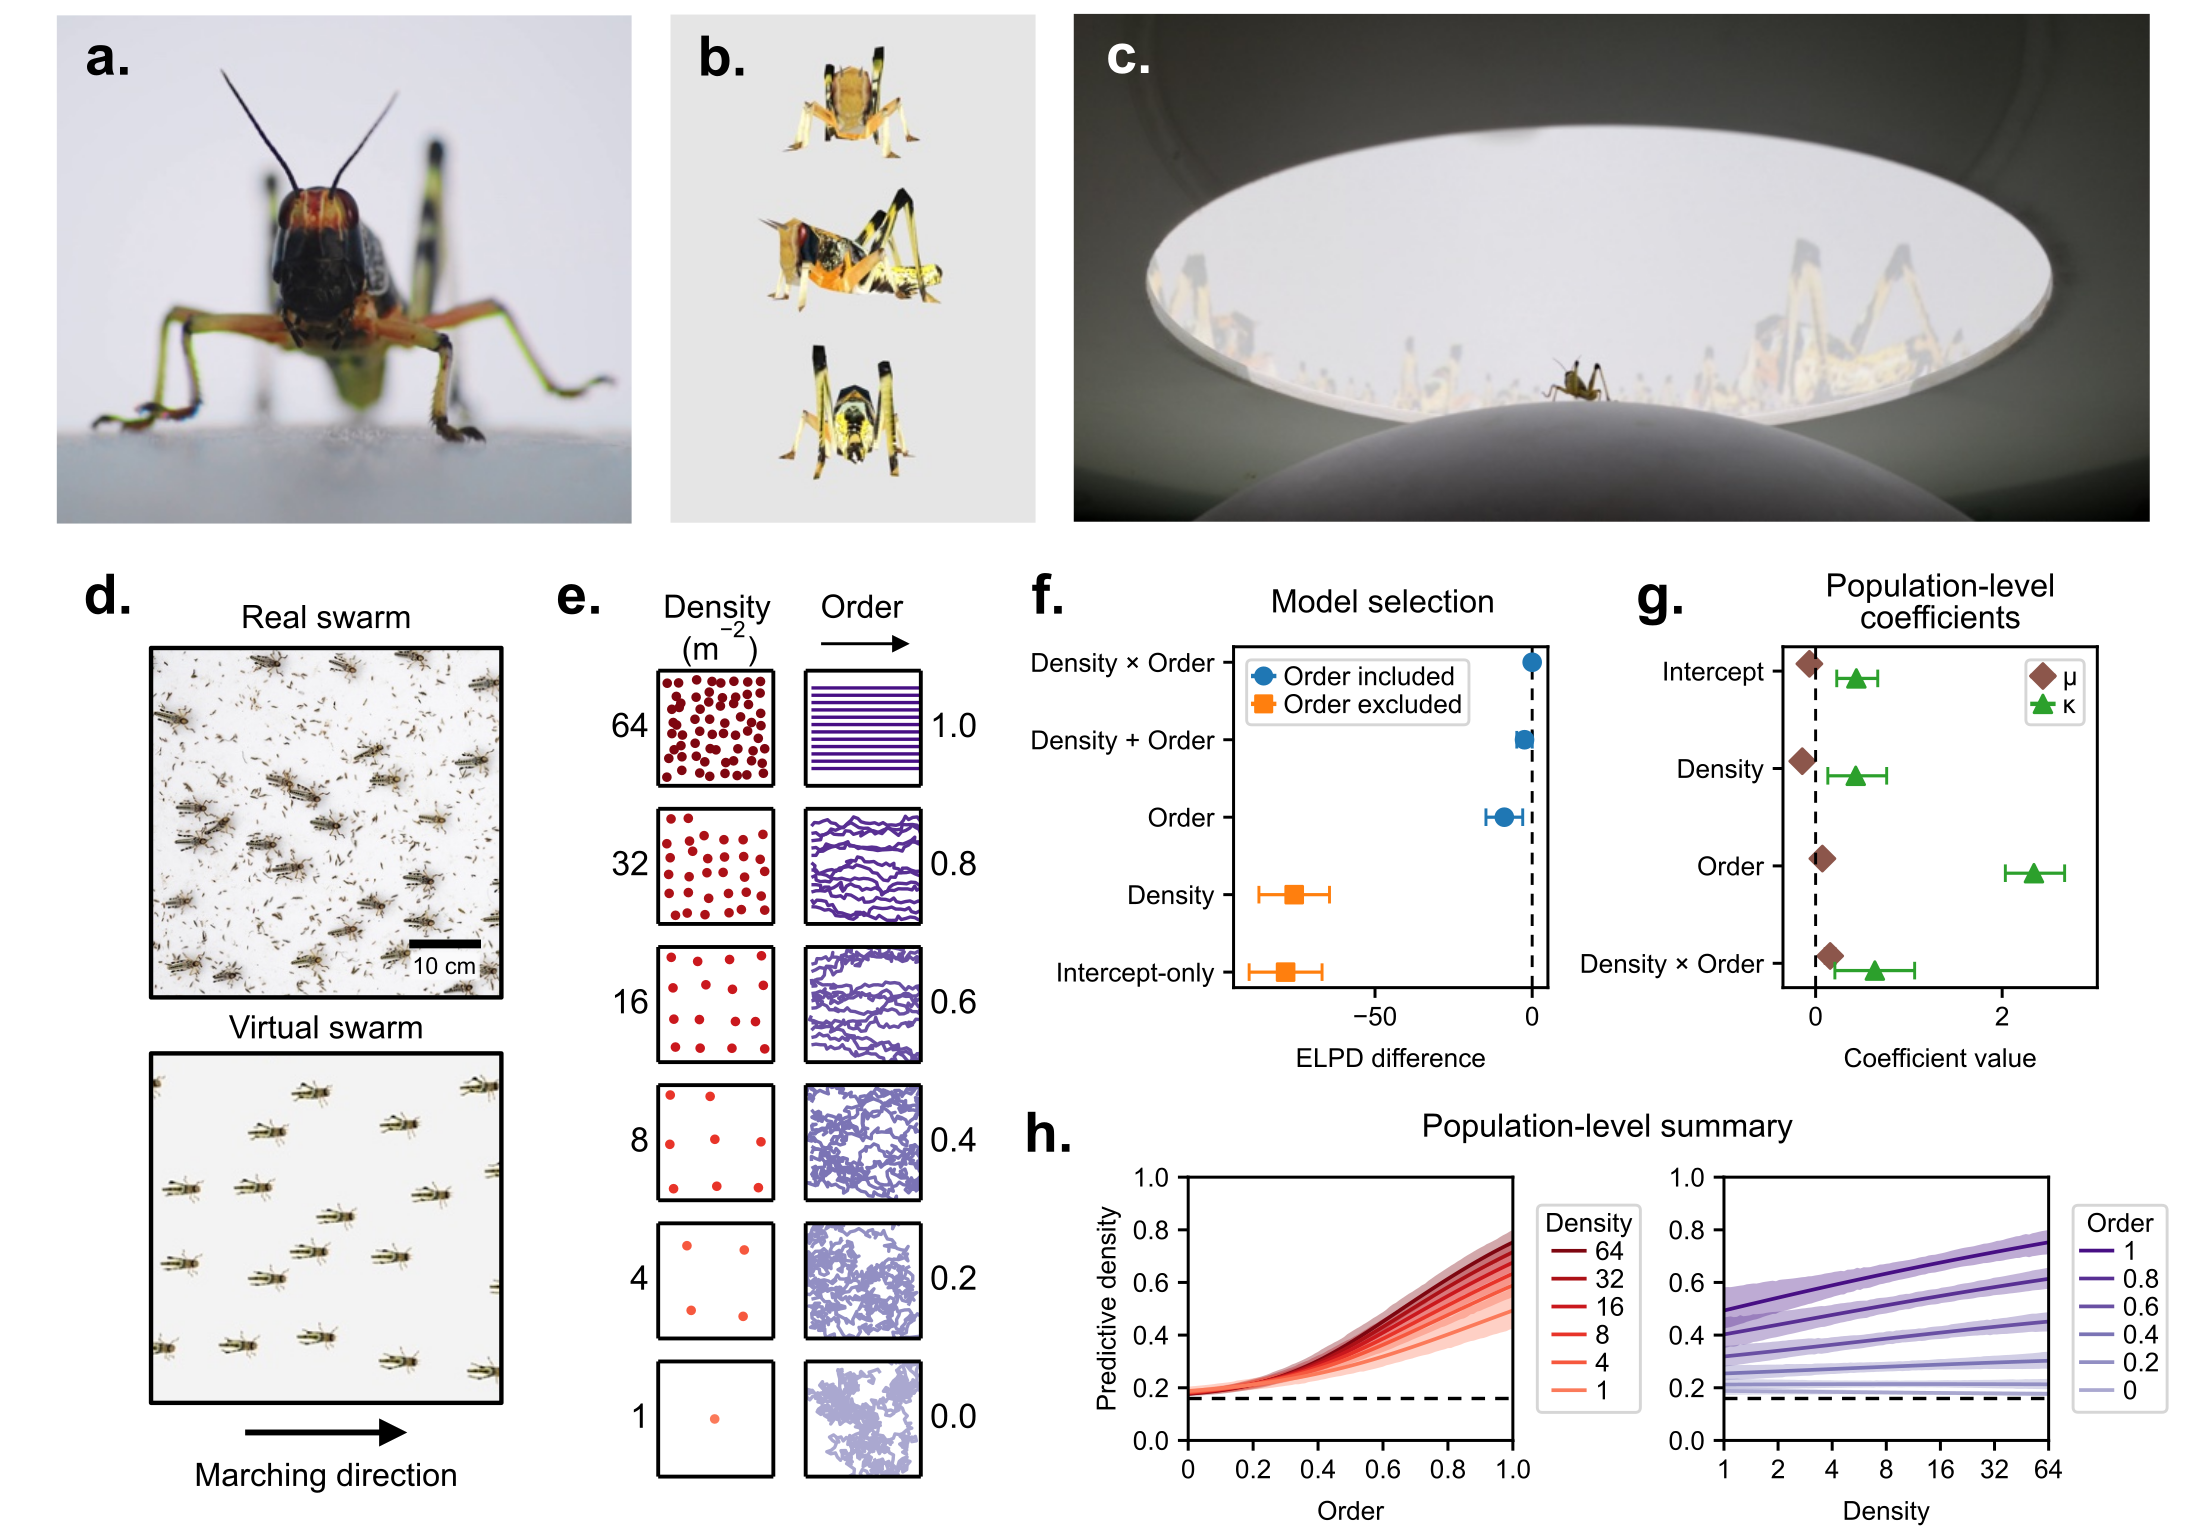 a.
b.
c.
d.
Real swarm
10 cm
Virtual swarm
Marching direction
e.
Density
(m⁻²)
Order
64
1.0
32
0.8
16
0.6
8
0.4
4
0.2
1
0.0
f.
Model selection
Density × Order
Density + Order
Order
Density
Intercept-only
Order included
Order excluded
−50
0
ELPD difference
g.
Population-level
coefficients
Intercept
Density
Order
Density × Order
μ
κ
0
2
Coefficient value
h.
Population-level summary
Predictive density
1.0
0.8
0.6
0.4
0.2
0.0
0
0.2
0.4
0.6
0.8
1.0
Order
Density
64
32
16
8
4
1
1.0
0.8
0.6
0.4
0.2
0.0
1
2
4
8
16
32
64
Density
Order
1
0.8
0.6
0.4
0.2
0